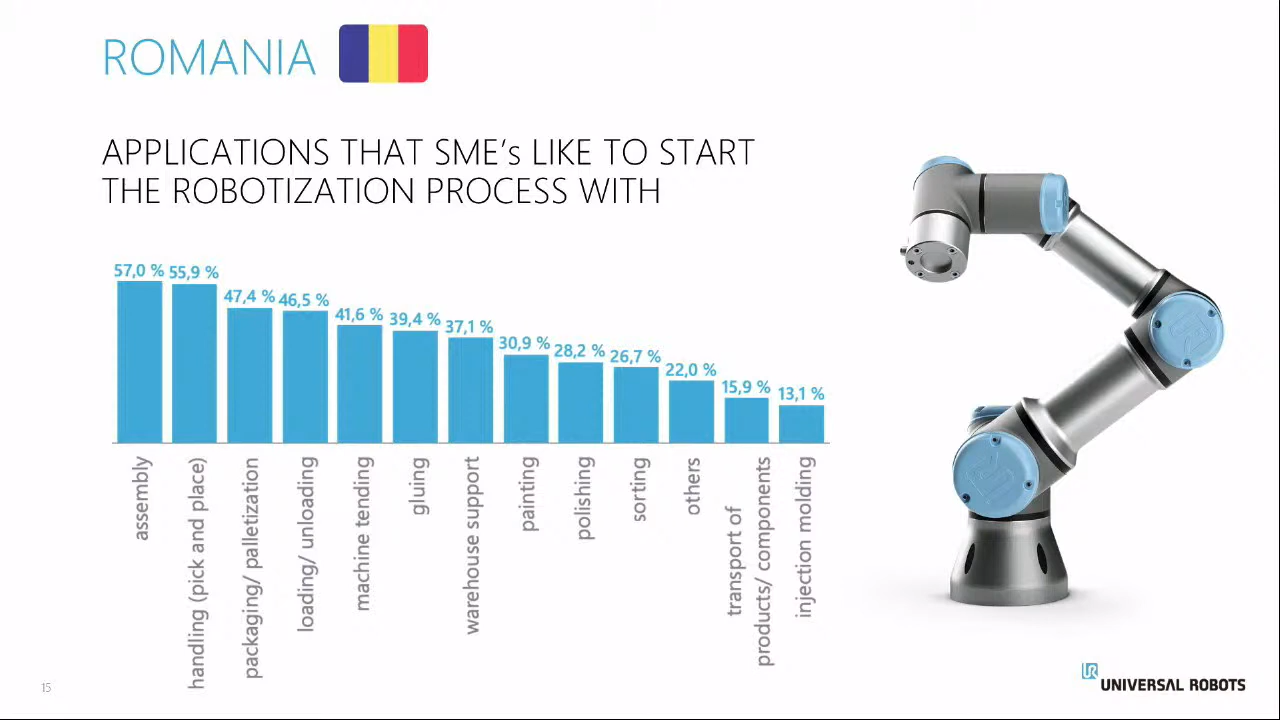 ROMANIA
APPLICATIONS THAT SME's LIKE TO START
THE ROBOTIZATION PROCESS WITH
57,0 %
55,9 %
47,4 %
46,5 %
41,6 %
39,4 %
37,1 %
30,9 %
28,2 %
26,7 %
22,0 %
15,9 %
13,1 %
assembly
handling (pick and place)
packaging/ palletization
loading/ unloading
machine tending
gluing
warehouse support
painting
polishing
sorting
others
transport of
products/ components
injection molding
15
UR
UNIVERSAL ROBOTS